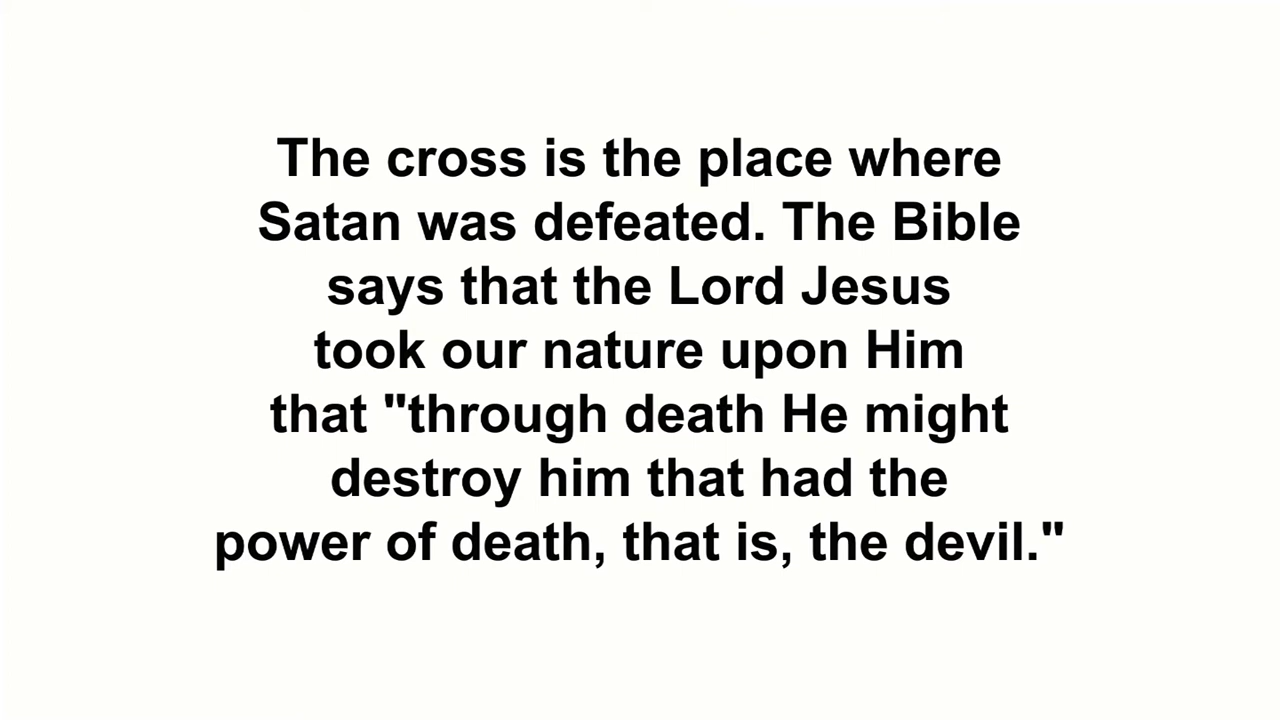 The cross is the place where
Satan was defeated. The Bible
says that the Lord Jesus
took our nature upon Him
that "through death He might
destroy him that had the
power of death, that is, the devil."